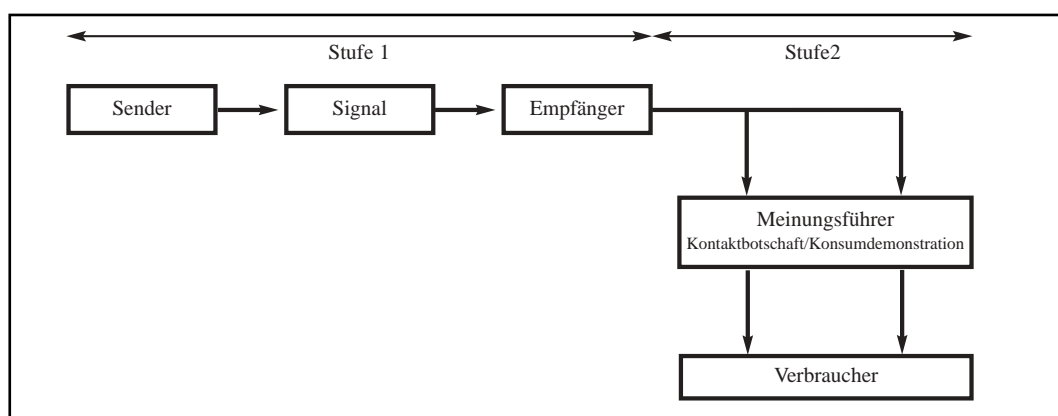 Stufe 1
Stufe2
Sender
Signal
Empfänger
Meinungsführer
Kontaktbotschaft/Konsumdemonstration
Verbraucher